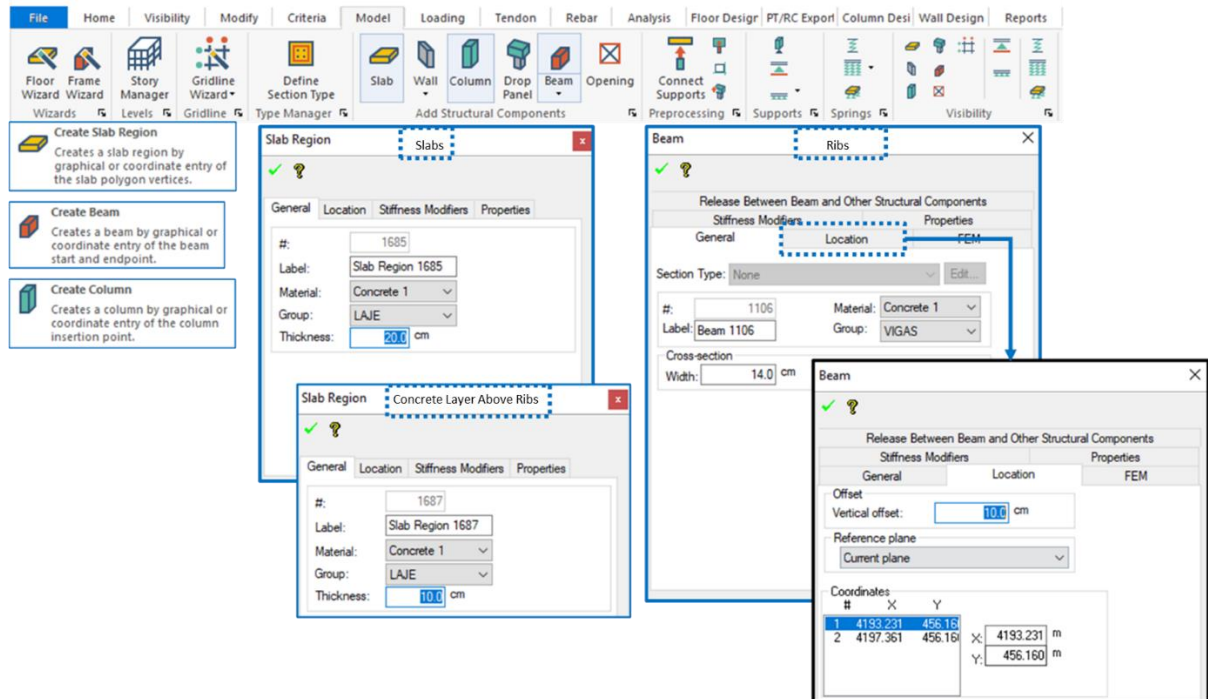 File Home Visibility Modify Criteria Model Loading Tendon Rebar Analysis Floor Desigr PT/RC Export Column Desi Wall Design Reports
Floor Wizard
Frame Wizard
Story Manager
Gridline Wizard
Define Section Type
Slab
Wall
Column
Drop Panel
Beam
Opening
Connect Supports
Wizards Levels Gridline Type Manager Add Structural Components Preprocessing Supports Springs Visibility
Create Slab Region
Creates a slab region by
graphical or coordinate entry of
the slab polygon vertices.
Create Beam
Creates a beam by graphical or
coordinate entry of the beam
start and endpoint.
Create Column
Creates a column by graphical or
coordinate entry of the column
insertion point.
Slab Region Slabs x
General Location Stiffness Modifiers Properties
#: 1685
Label: Slab Region 1685
Material: Concrete 1
Group: LAJE
Thickness: 20.0 cm
Slab Region Concrete Layer Above Ribs x
General Location Stiffness Modifiers Properties
#: 1687
Label: Slab Region 1687
Material: Concrete 1
Group: LAJE
Thickness: 10.0 cm
Beam Ribs
Release Between Beam and Other Structural Components
Stiffness Modifiers Properties
General Location FEM
Section Type: None Edit...
#: 1106 Material: Concrete 1
Label: Beam 1106 Group: VIGAS
Cross-section
Width: 14.0 cm
Beam
Release Between Beam and Other Structural Components
Stiffness Modifiers Properties
General Location FEM
Offset
Vertical offset: 10.0 cm
Reference plane
Current plane
Coordinates
# X Y
1 4193.231 456.16
2 4197.361 456.16
X: 4193.231 m
Y: 456.160 m